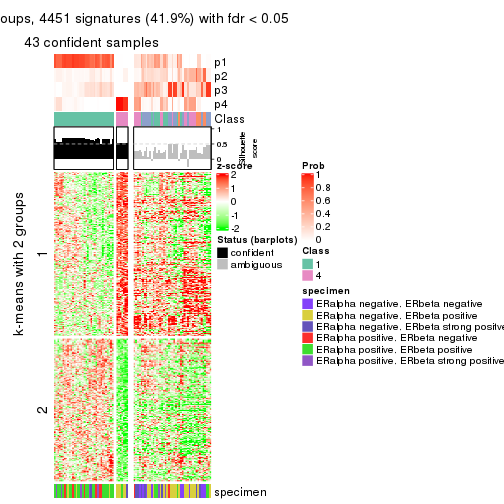 oups, 4451 signatures (41.9%) with fdr < 0.05
43 confident samples
p1
p2
p3
p4
Class
1
0.5
0
Silhouette
score
z-score
2
1
0
-1
-2
Status (barplots)
confident
ambiguous
Prob
1
0.8
0.6
0.4
0.2
0
Class
1
4
specimen
ERalpha negative, ERbeta negative
ERalpha negative, ERbeta positive
ERalpha negative, ERbeta strong positive
ERalpha positive, ERbeta negative
ERalpha positive, ERbeta positive
ERalpha positive, ERbeta strong positive
k-means with 2 groups
1
2
specimen